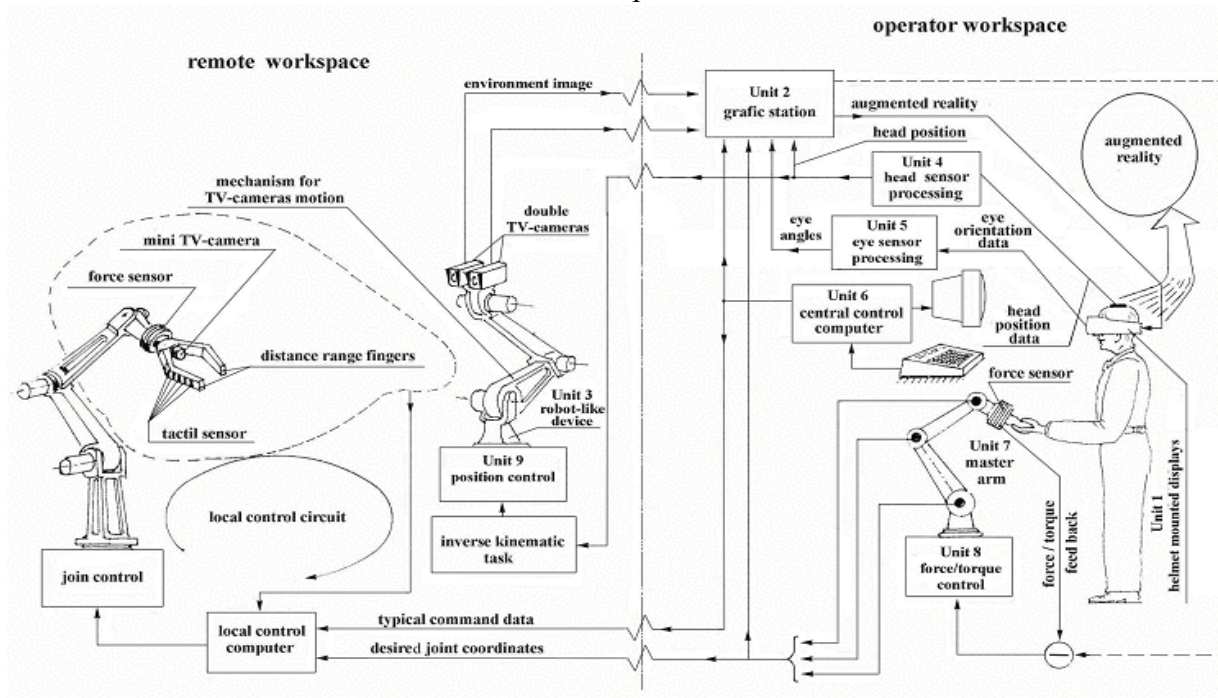 operator workspace
remote workspace
environment image
Unit 2
grafic station
augmented reality
head position
augmented
reality
Unit 4
head sensor
processing
mechanism for
TV-cameras motion
double
TV-cameras
eye
angles
Unit 5
eye sensor
processing
eye
orientation
data
mini TV-camera
force sensor
Unit 6
central control
computer
head
position
data
distance range fingers
force sensor
Unit 3
robot-like
device
tactil sensor
Unit 9
position control
Unit 7
master
arm
local control circuit
inverse kinematic
task
Unit 8
force/torque
control
force / torque
feed back
Unit 1
helmet mounted displays
join control
typical command data
local control
computer
desired joint coordinates